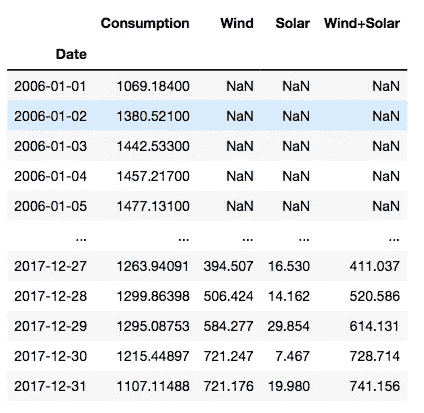 Consumption Wind Solar Wind+Solar
Date
2006-01-01 1069.18400 NaN NaN NaN
2006-01-02 1380.52100 NaN NaN NaN
2006-01-03 1442.53300 NaN NaN NaN
2006-01-04 1457.21700 NaN NaN NaN
2006-01-05 1477.13100 NaN NaN NaN
... ... ... ... ...
2017-12-27 1263.94091 394.507 16.530 411.037
2017-12-28 1299.86398 506.424 14.162 520.586
2017-12-29 1295.08753 584.277 29.854 614.131
2017-12-30 1215.44897 721.247 7.467 728.714
2017-12-31 1107.11488 721.176 19.980 741.156